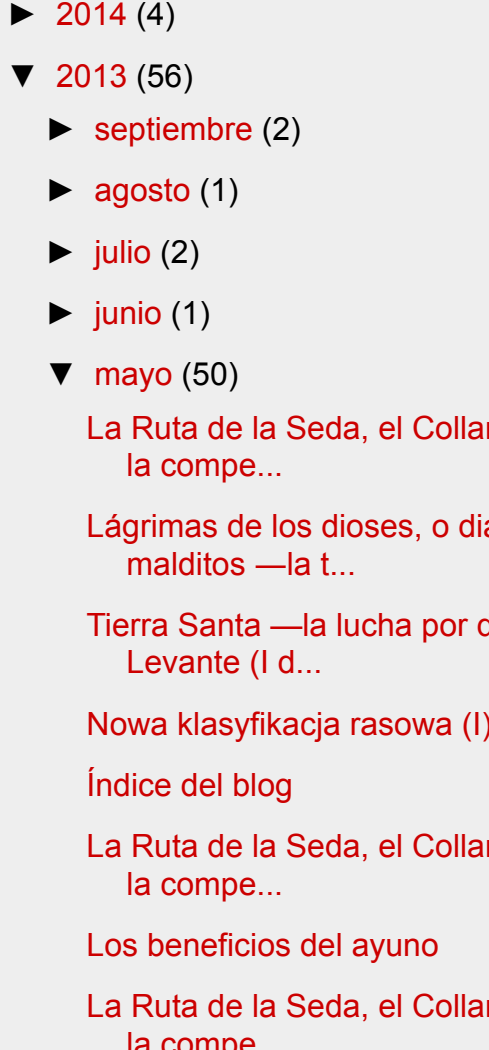 ► 2014 (4)
▼ 2013 (56)
► septiembre (2)
► agosto (1)
► julio (2)
► junio (1)
▼ mayo (50)
La Ruta de la Seda, el Collar
la compe...
Lágrimas de los dioses, o
malditos —la t...
Tierra Santa —la lucha por
Levante (I d...
Nowa klasyfikacja rasowa (I)
Índice del blog
La Ruta de la Seda, el Collar
la compe...
Los beneficios del ayuno
La Ruta de la Seda, el Collar
la compe